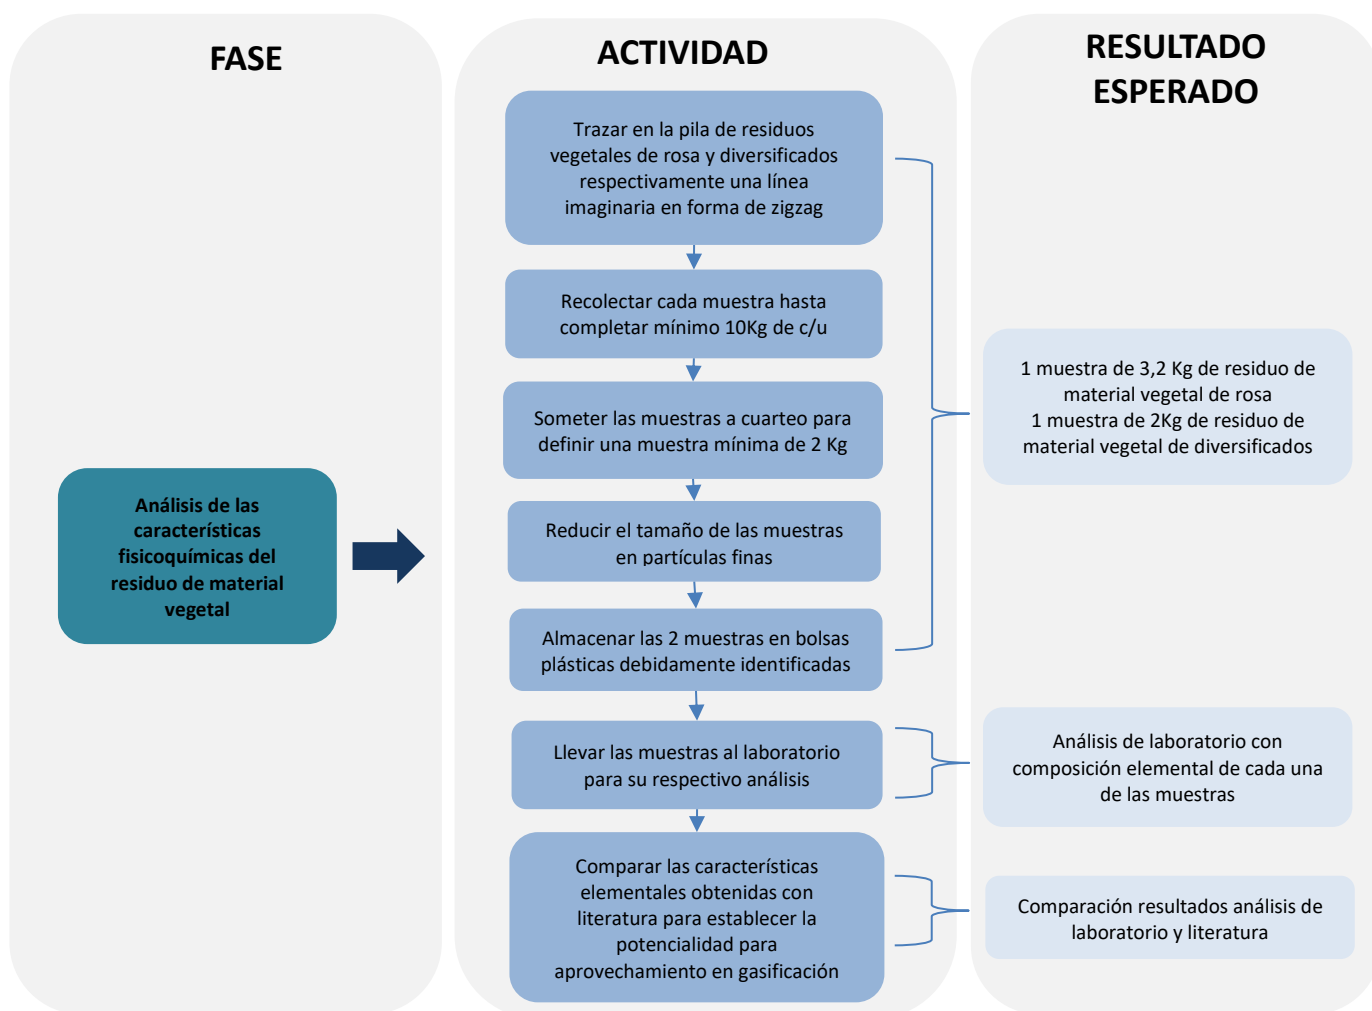 FASE
Análisis de las
características
fisicoquímicas del
residuo de material
vegetal
ACTIVIDAD
Trazar en la pila de residuos
vegetales de rosa y diversificados
respectivamente una línea
imaginaria en forma de zigzag
Recolectar cada muestra hasta
completar mínimo 10Kg de c/u
Someter las muestras a cuarteo para
definir una muestra mínima de 2 Kg
Reducir el tamaño de las muestras
en partículas finas
Almacenar las 2 muestras en bolsas
plásticas debidamente identificadas
Llevar las muestras al laboratorio
para su respectivo análisis
Comparar las características
elementales obtenidas con
literatura para establecer la
potencialidad para
aprovechamiento en gasificación
RESULTADO
ESPERADO
1 muestra de 3,2 Kg de residuo de
material vegetal de rosa
1 muestra de 2Kg de residuo de
material vegetal de diversificados
Análisis de laboratorio con
composición elemental de cada una
de las muestras
Comparación resultados análisis de
laboratorio y literatura